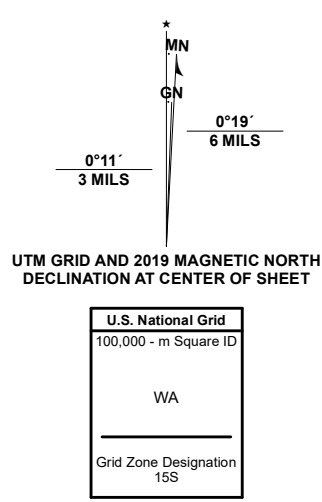 ★
MN
GN
0°19´
6 MILS
0°11´
3 MILS
UTM GRID AND 2019 MAGNETIC NORTH
DECLINATION AT CENTER OF SHEET
U.S. National Grid
100,000 - m Square ID
WA
Grid Zone Designation
15S